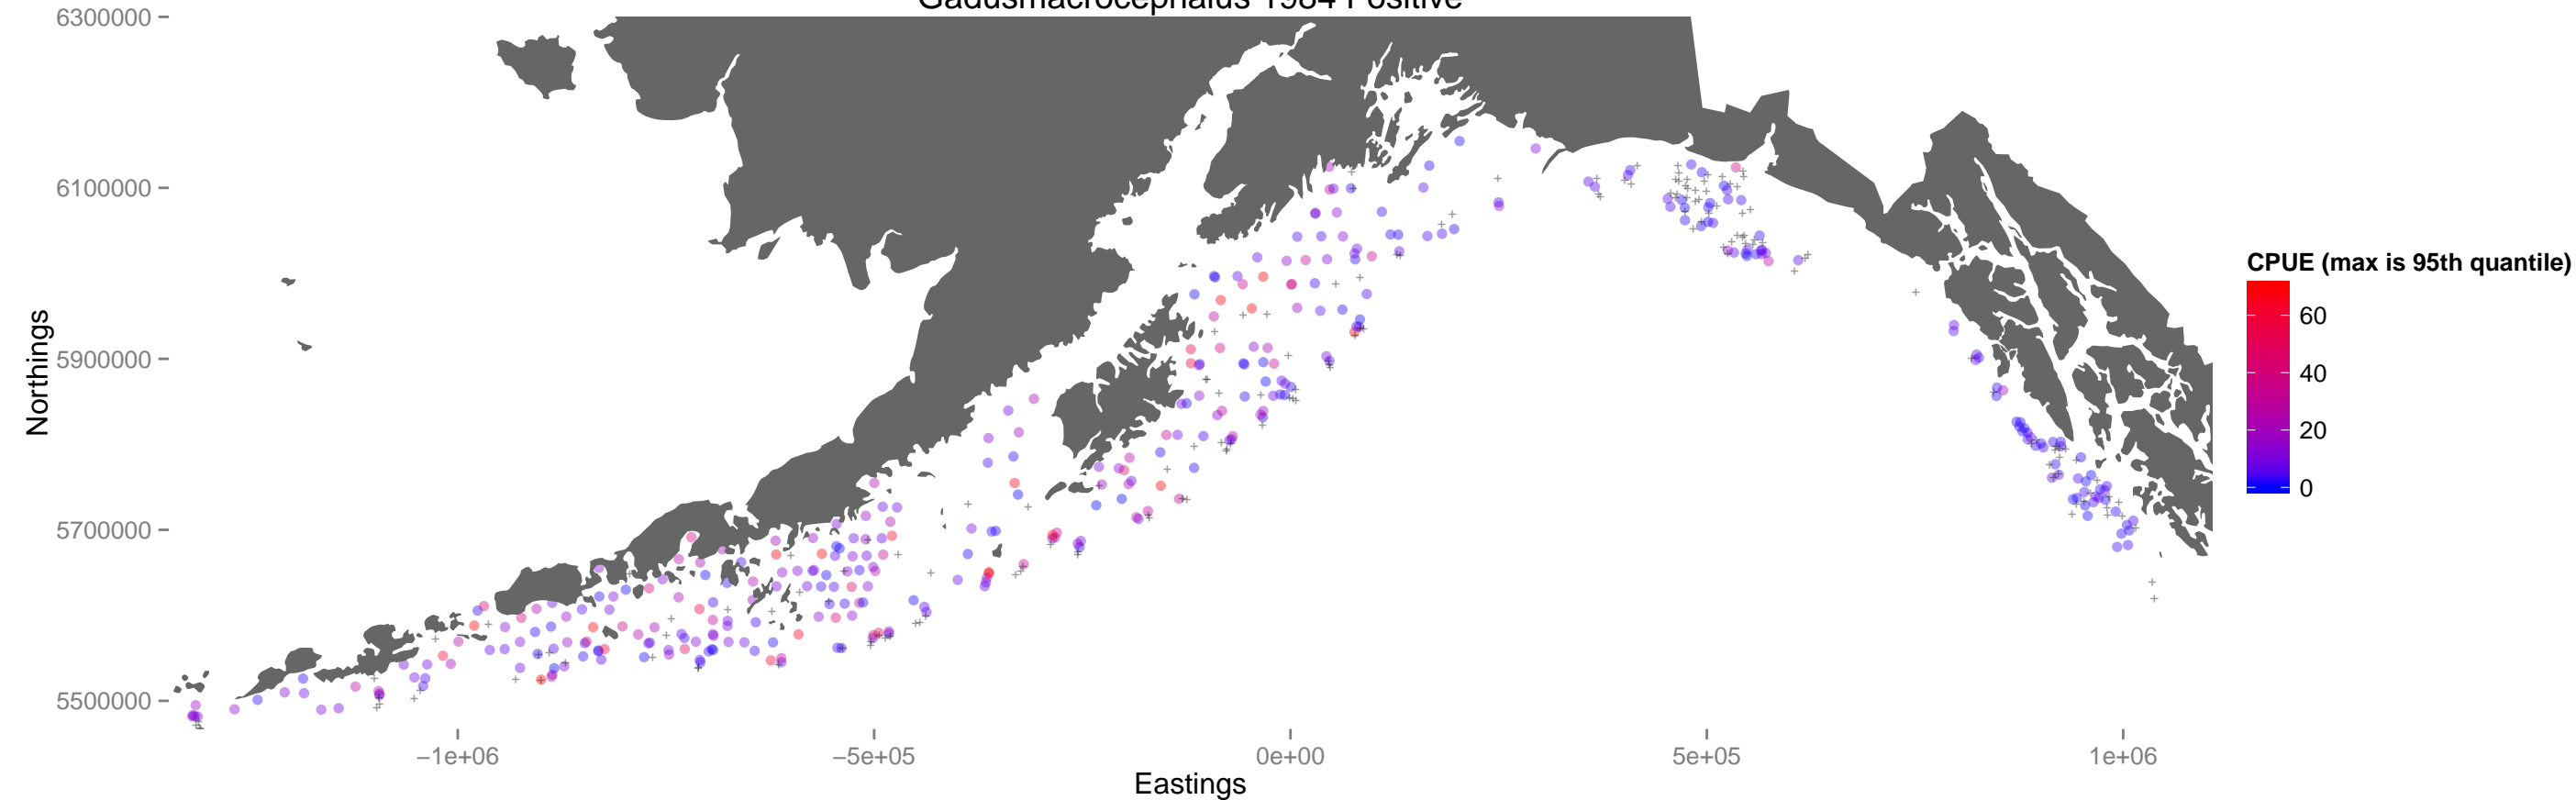 Gadusmacrocephalus 1984 Positive
6300000
6100000
5900000
5700000
5500000
Northings
−1e+06
−5e+05
0e+00
5e+05
1e+06
Eastings
CPUE (max is 95th quantile)
60
40
20
0